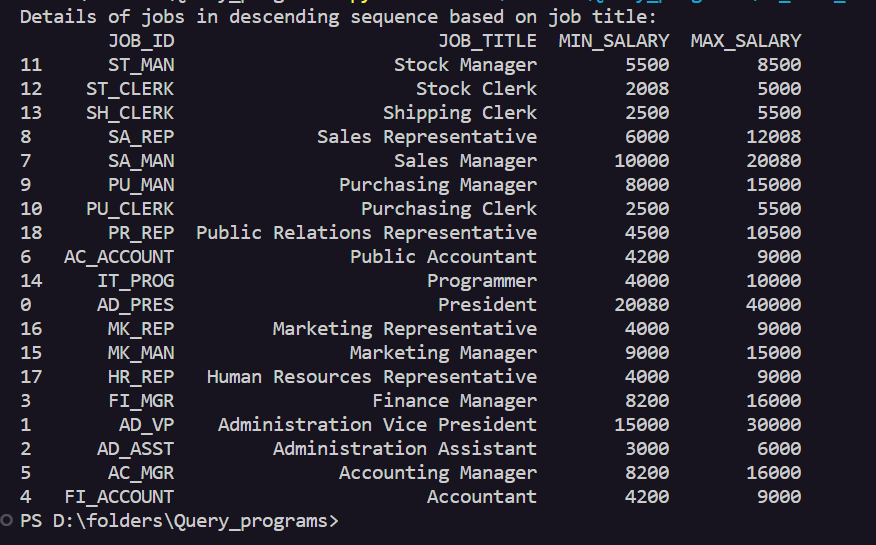 Details of jobs in descending sequence based on job title:
JOB_ID JOB_TITLE MIN_SALARY MAX_SALARY
11 ST_MAN Stock Manager 5500 8500
12 ST_CLERK Stock Clerk 2008 5000
13 SH_CLERK Shipping Clerk 2500 5500
8 SA_REP Sales Representative 6000 12008
7 SA_MAN Sales Manager 10000 20080
9 PU_MAN Purchasing Manager 8000 15000
10 PU_CLERK Purchasing Clerk 2500 5500
18 PR_REP Public Relations Representative 4500 10500
6 AC_ACCOUNT Public Accountant 4200 9000
14 IT_PROG Programmer 4000 10000
0 AD_PRES President 20080 40000
16 MK_REP Marketing Representative 4000 9000
15 MK_MAN Marketing Manager 9000 15000
17 HR_REP Human Resources Representative 4000 9000
3 FI_MGR Finance Manager 8200 16000
1 AD_VP Administration Vice President 15000 30000
2 AD_ASST Administration Assistant 3000 6000
5 AC_MGR Accounting Manager 8200 16000
4 FI_ACCOUNT Accountant 4200 9000
PS D:\folders\Query_programs>